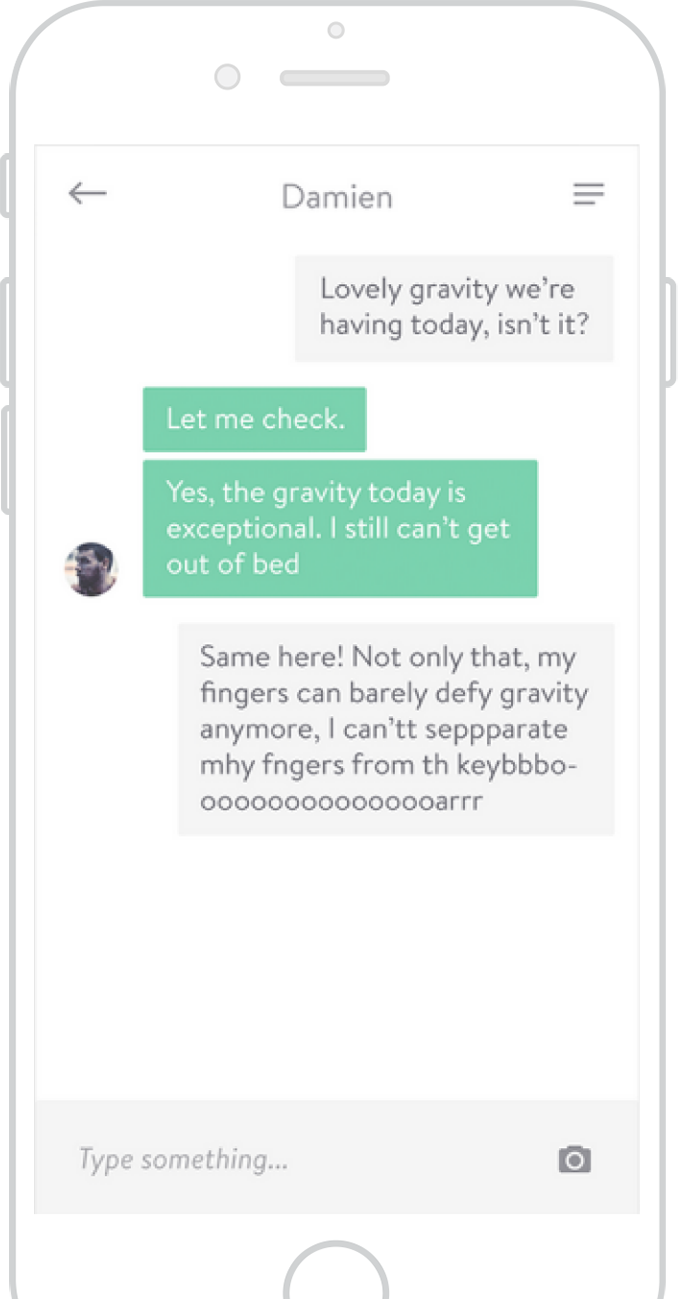 Damien
Lovely gravity we're
having today, isn't it?
Let me check.
Yes, the gravity today is
exceptional. I still can't get
out of bed
Same here! Not only that, my
fingers can barely defy gravity
anymore, I can'tt seppparate
mhy fngers from th keybbbo-
ooooooooooooooarrr
Type something...